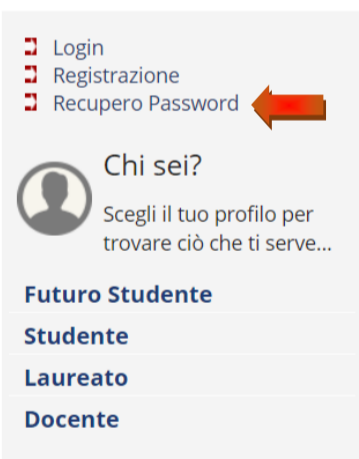 Login
Registrazione
Recupero Password
Chi sei?
Scegli il tuo profilo per
trovare ciò che ti serve...
Futuro Studente
Studente
Laureato
Docente